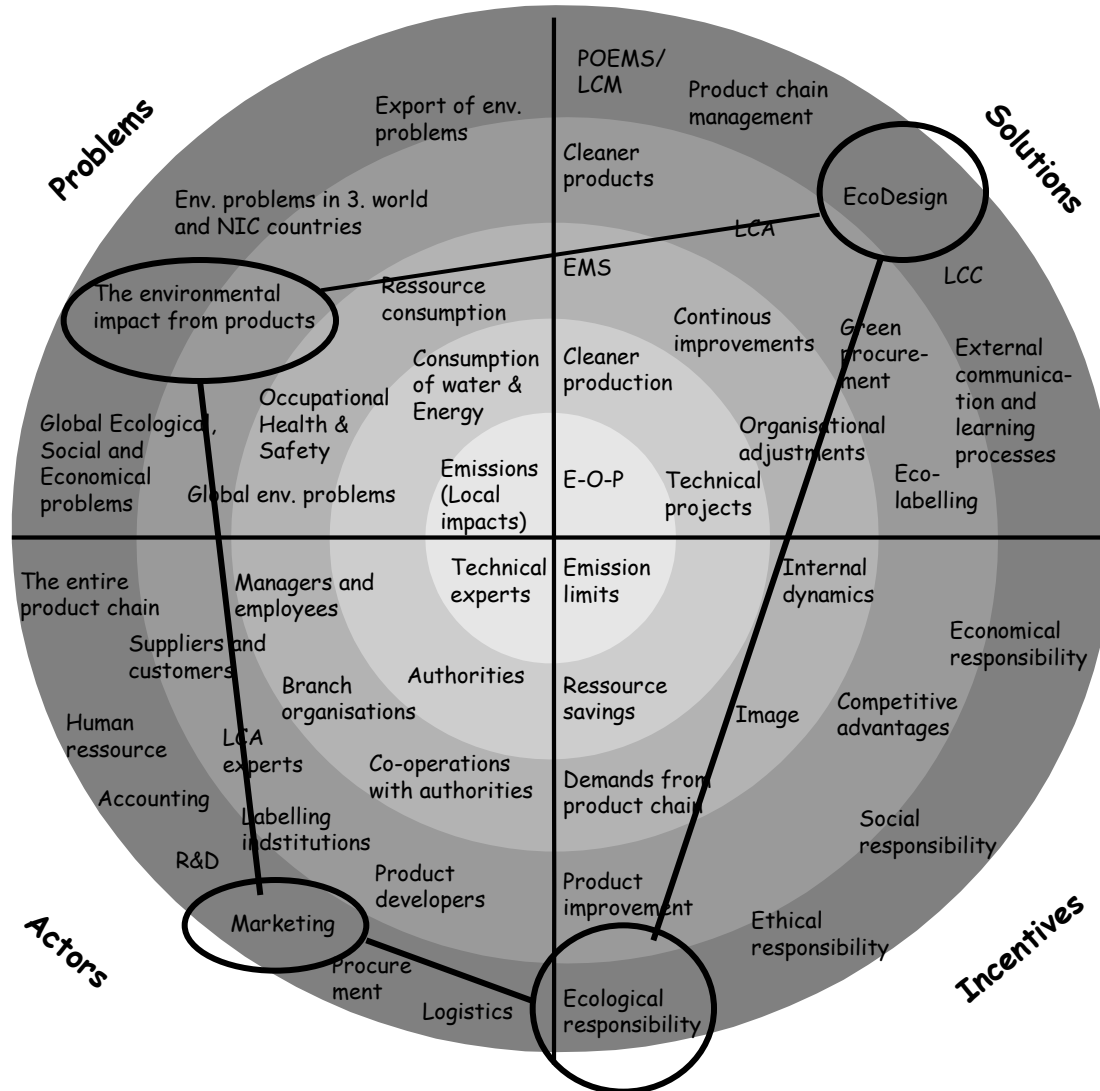 Problems
Export of env.
problems
Env. problems in 3. world
and NIC countries
The environmental
impact from products
Ressource
consumption
Consumption
of water &
Energy
Occupational
Health &
Safety
Global Ecological,
Social and
Economical
problems
Global env. problems
Emissions
(Local
impacts)
Solutions
POEMS/
LCM
Product chain
management
Cleaner
products
EcoDesign
LCA
EMS
LCC
Continous
improvements
Green
procure-
ment
External
communica-
tion and
learning
processes
Cleaner
production
Organisational
adjustments
Eco-
labelling
E-O-P
Technical
projects
Actors
Technical
experts
The entire
product chain
Managers and
employees
Suppliers and
customers
Authorities
Branch
organisations
Human
ressource
LCA
experts
Co-operations
with authorities
Accounting
Labelling
indstitutions
R&D
Product
developers
Marketing
Procure
ment
Logistics
Incentives
Emission
limits
Internal
dynamics
Economical
responsibility
Ressource
savings
Image
Competitive
advantages
Demands from
product chain
Social
responsibility
Product
improvement
Ethical
responsibility
Ecological
responsibility